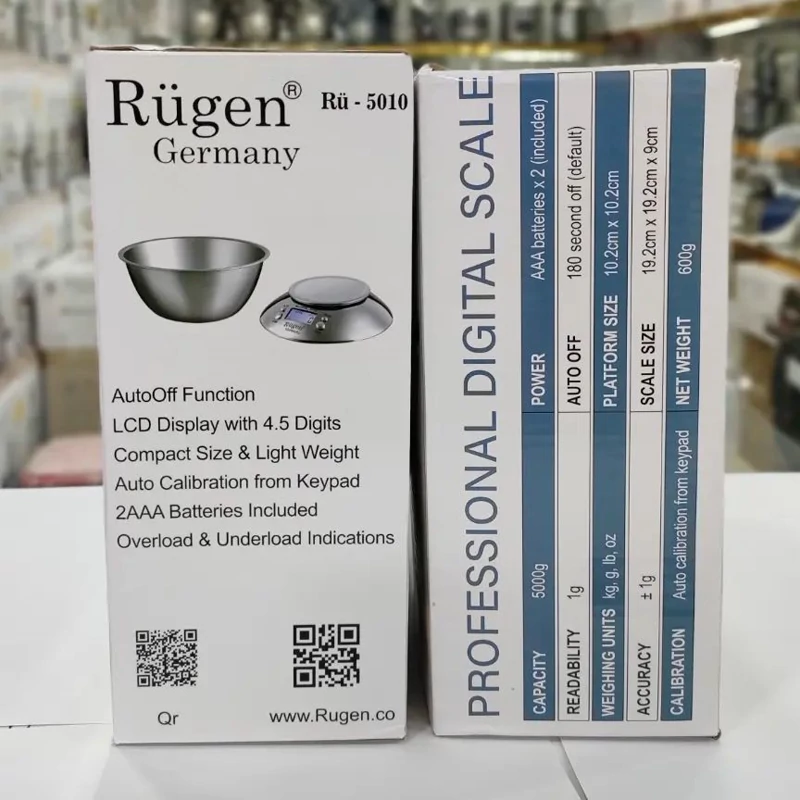 Rügen® Rü - 5010
Germany
Rügen
AutoOff Function
LCD Display with 4.5 Digits
Compact Size & Light Weight
Auto Calibration from Keypad
2AAA Batteries Included
Overload & Underload Indications
Qr
www.Rugen.co
PROFESSIONAL DIGITAL SCALE
CAPACITY 5000g POWER AAA batteries x 2 (included)
READABILITY 1g AUTO OFF 180 second off (default)
WEIGHING UNITS kg, g, lb, oz PLATFORM SIZE 10.2cm x 10.2cm
ACCURACY ± 1g SCALE SIZE 19.2cm x 19.2cm x 9cm
CALIBRATION Auto calibration from keypad NET WEIGHT 600g